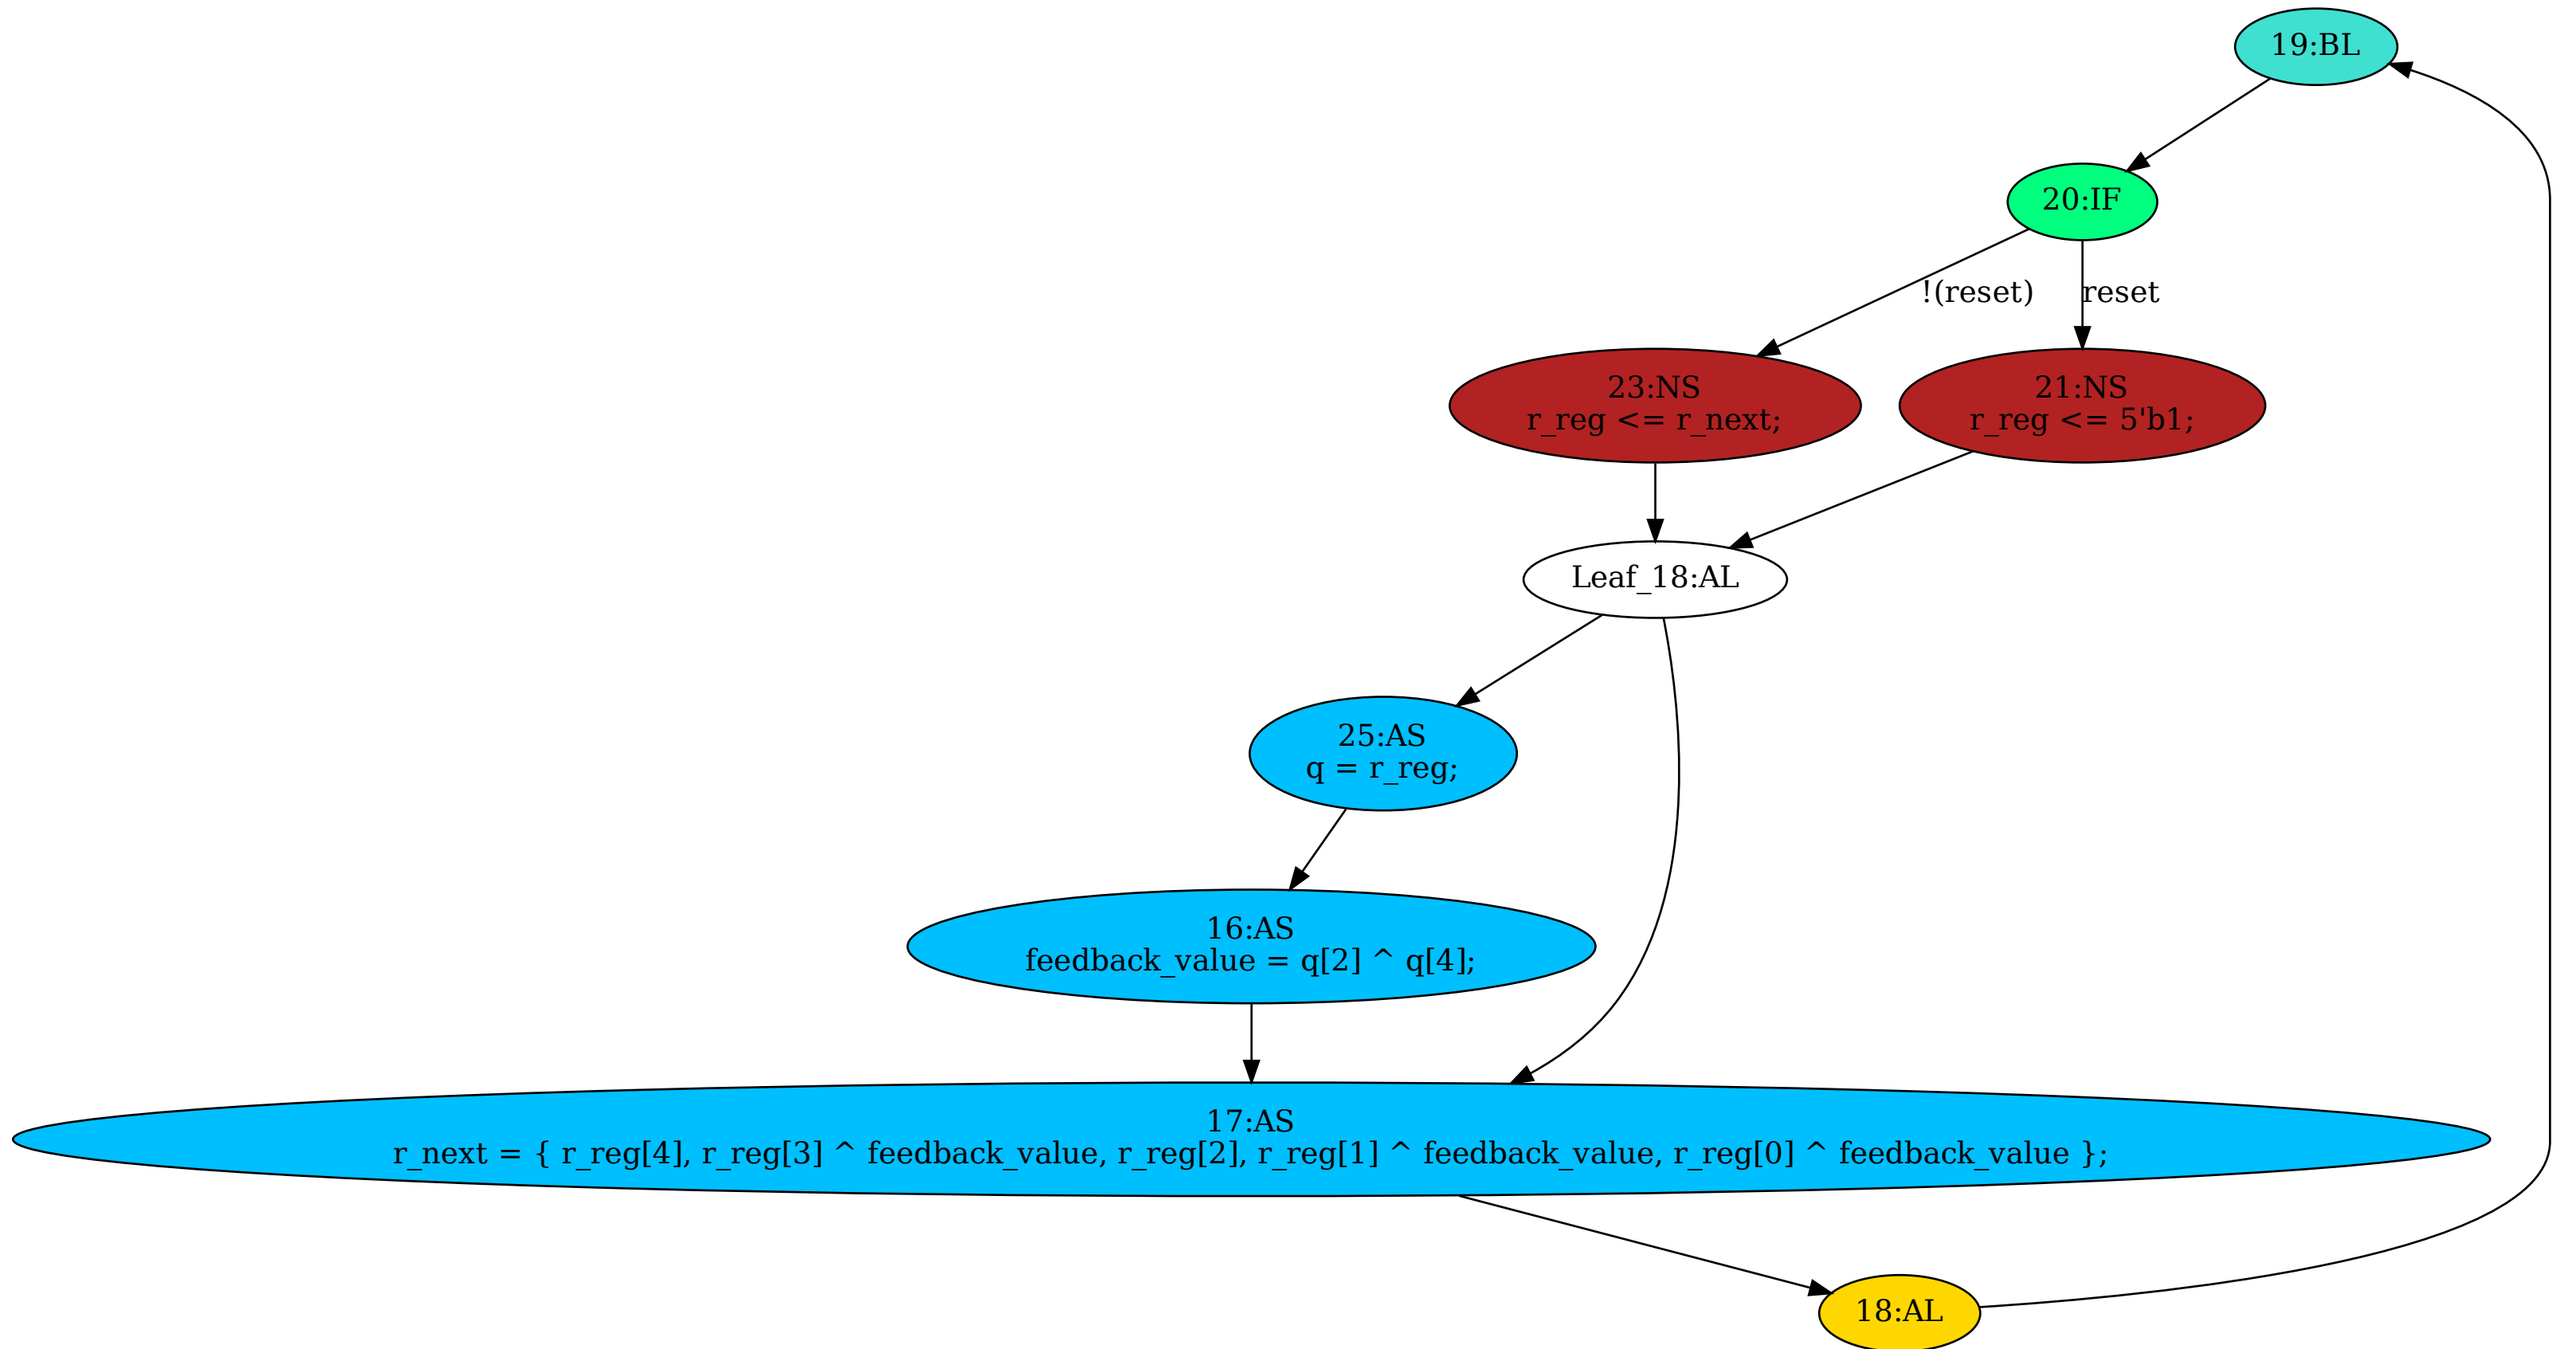 19:BL
20:IF
!(reset)
reset
23:NS
r_reg <= r_next;
21:NS
r_reg <= 5'b1;
Leaf_18:AL
25:AS
q = r_reg;
16:AS
feedback_value = q[2] ^ q[4];
17:AS
r_next = { r_reg[4], r_reg[3] ^ feedback_value, r_reg[2], r_reg[1] ^ feedback_value, r_reg[0] ^ feedback_value };
18:AL